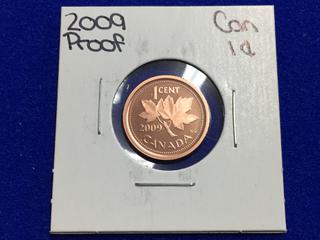 2009
Proof
Can
1¢
1 CENT
2009
CANADA